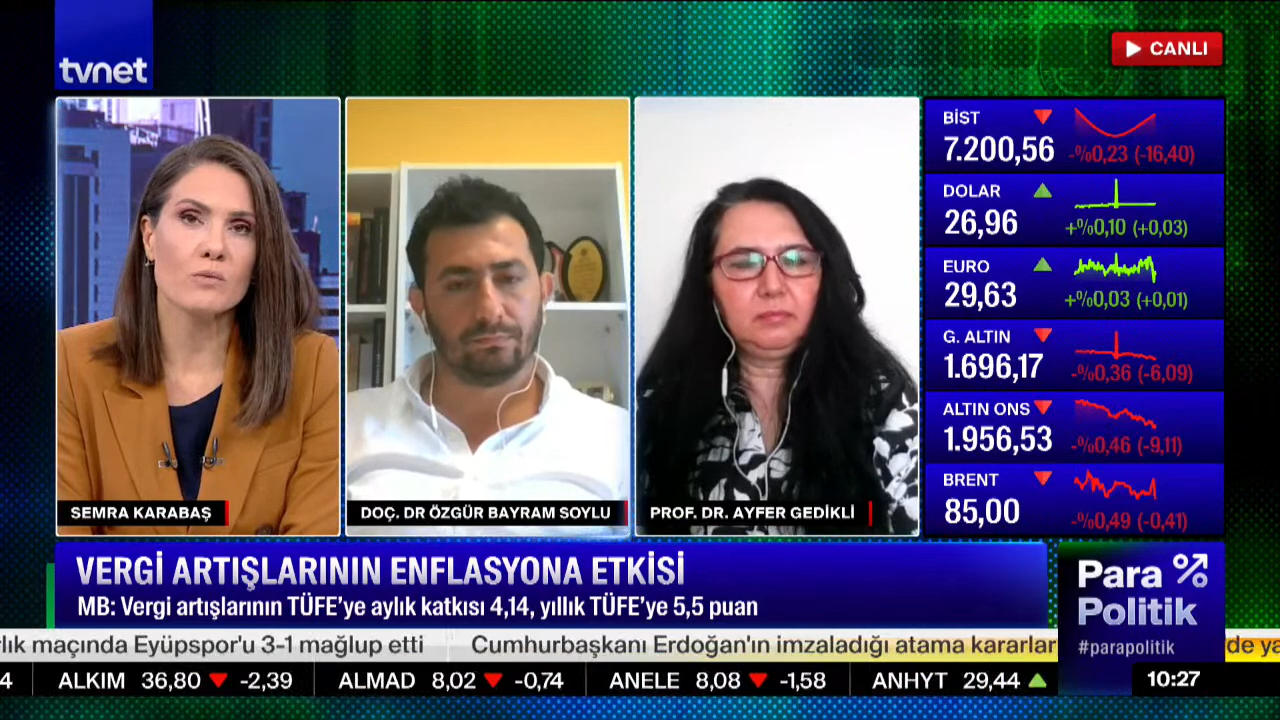 tvnet
CANLI
SEMRA KARABAŞ
DOÇ. DR ÖZGÜR BAYRAM SOYLU
PROF. DR. AYFER GEDİKLİ
BİST
7.200,56
-%0,23 (-16,40)
DOLAR
26,96
+%0,10 (+0,03)
EURO
29,63
+%0,03 (+0,01)
G. ALTIN
1.696,17
-%0,36 (-6,09)
ALTIN ONS
1.956,53
-%0,46 (-9,11)
BRENT
85,00
-%0,49 (-0,41)
VERGİ ARTIŞLARININ ENFLASYONA ETKİSİ
MB: Vergi artışlarının TÜFE'ye aylık katkısı 4,14, yıllık TÜFE'ye 5,5 puan
Para %
Politik
#parapolitik
maçında Eyüpspor'u 3-1 mağlup etti Cumhurbaşkanı Erdoğan'ın imzaladığı atama kararlar de ya
4 ALKIM 36,80 -2,39 ALMAD 8,02 -0,74 ANELE 8,08 -1,58 ANHYT 29,44
10:27